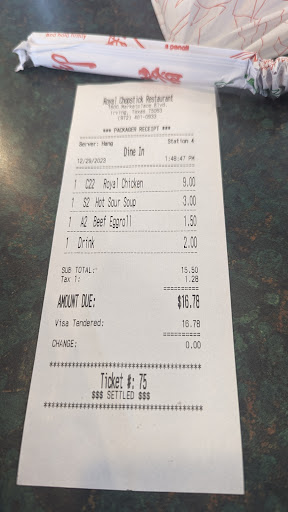 Royal Chopstick Restaurant
Irving, Texas 75063
*** PACKAGER RECEIPT ***
Server: Hang Station 4
Dine In
12/29/2023 1:48:47 PM
1 C22 Royal Chicken 9.00
1 S2 Hot Sour Soup 3.00
1 A2 Beef Eggroll 1.50
1 Drink 2.00
SUB TOTAL: 15.50
Tax 1: 1.28
=========
AMOUNT DUE: $16.78
Visa Tendered: 16.78
=========
CHANGE: 0.00
Ticket #: 75
$$$ SETTLED $$$